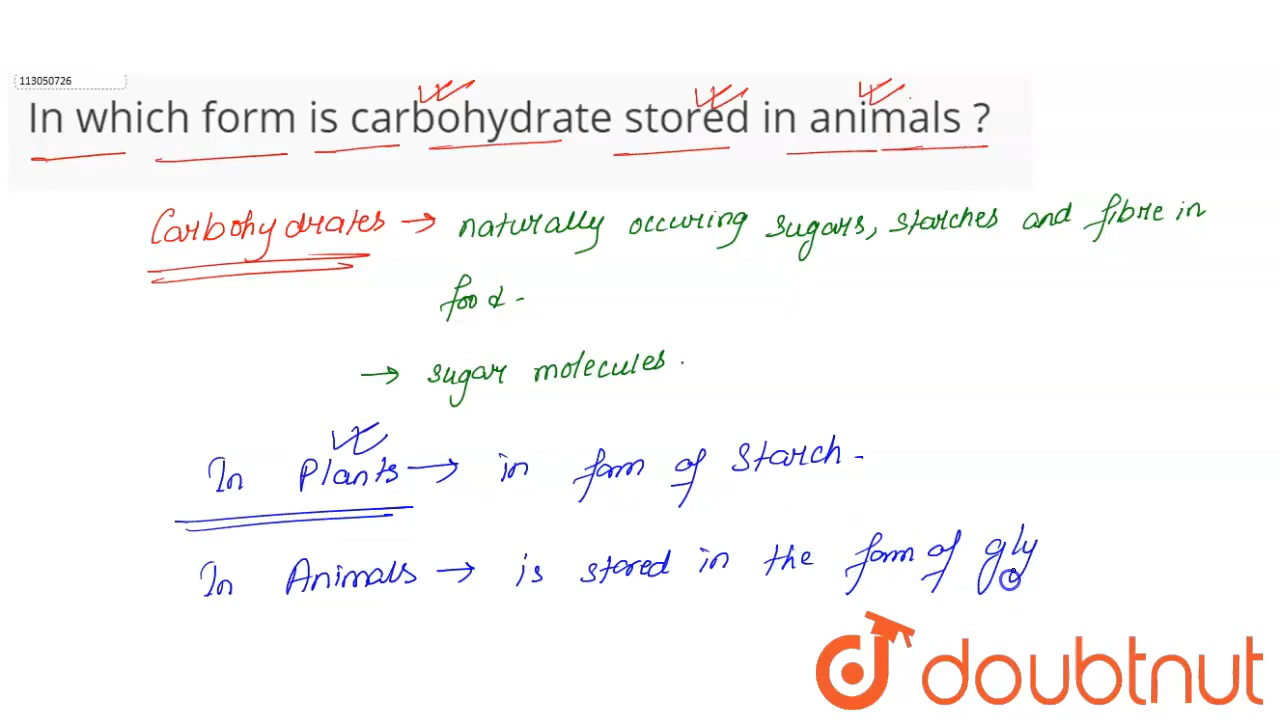 113050726
In which form is carbohydrate stored in animals ?
Carbohydrates → naturally occuring sugars, starches and fibre in
food.
→ sugar molecules.
In Plants → in form of Starch.
In Animals → is stored in the form of gly
doubtnut